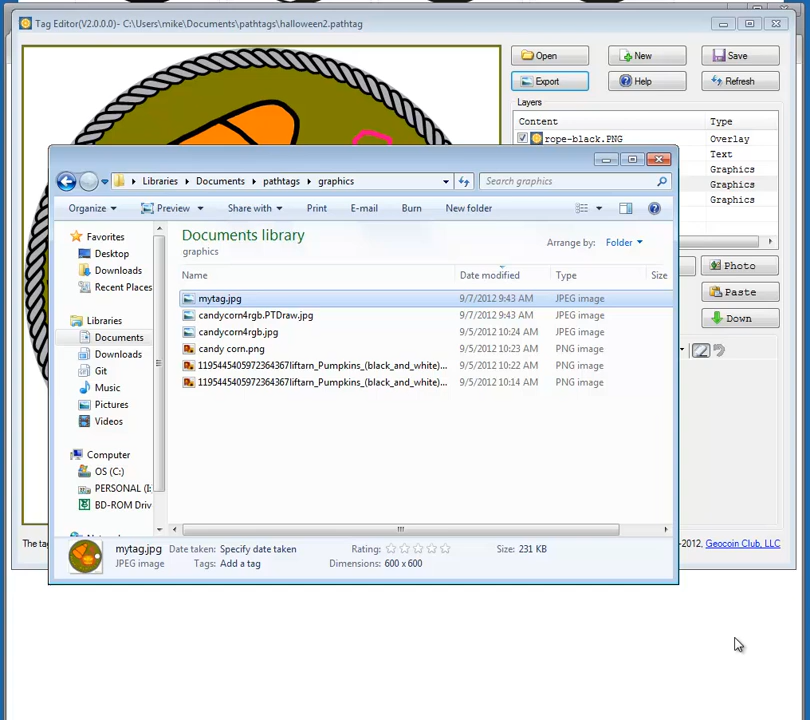 Tag Editor(V2.0.0.0)- C:\Users\mike\Documents\pathtags\halloween2.pathtag
Open
New
Save
Export
Help
Refresh
Layers
Content Type
rope-black.PNG Overlay
Text
Graphics
Graphics
Graphics
Libraries Documents pathtags graphics
Search graphics
Organize Preview Share with Print E-mail Burn New folder
Favorites
Desktop
Downloads
Recent Places
Libraries
Documents
Downloads
Git
Music
Pictures
Videos
Computer
OS (C:)
PERSONAL (I:
BD-ROM Driv
Documents library
graphics
Arrange by: Folder
Name Date modified Type Size
mytag.jpg 9/7/2012 9:43 AM JPEG image
candycorn4rgb.PTDraw.jpg 9/7/2012 9:43 AM JPEG image
candycorn4rgb.jpg 9/5/2012 10:24 AM JPEG image
candy corn.png 9/5/2012 10:23 AM PNG image
1195445405972364367liftarn_Pumpkins_(black_and_white)... 9/5/2012 10:22 AM PNG image
1195445405972364367liftarn_Pumpkins_(black_and_white)... 9/5/2012 10:14 AM PNG image
Photo
Paste
Down
mytag.jpg Date taken: Specify date taken Rating: Size: 231 KB
JPEG image Tags: Add a tag Dimensions: 600 x 600
The ta
-2012, Geocoin Club, LLC